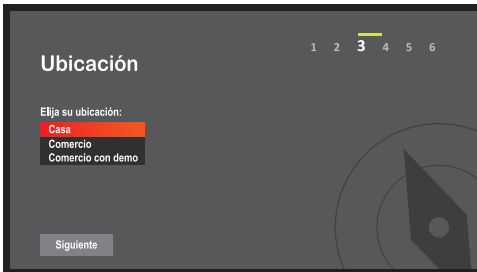 1 2 3 4 5 6
Ubicación
Elija su ubicación:
Casa
Comercio
Comercio con demo
Siguiente